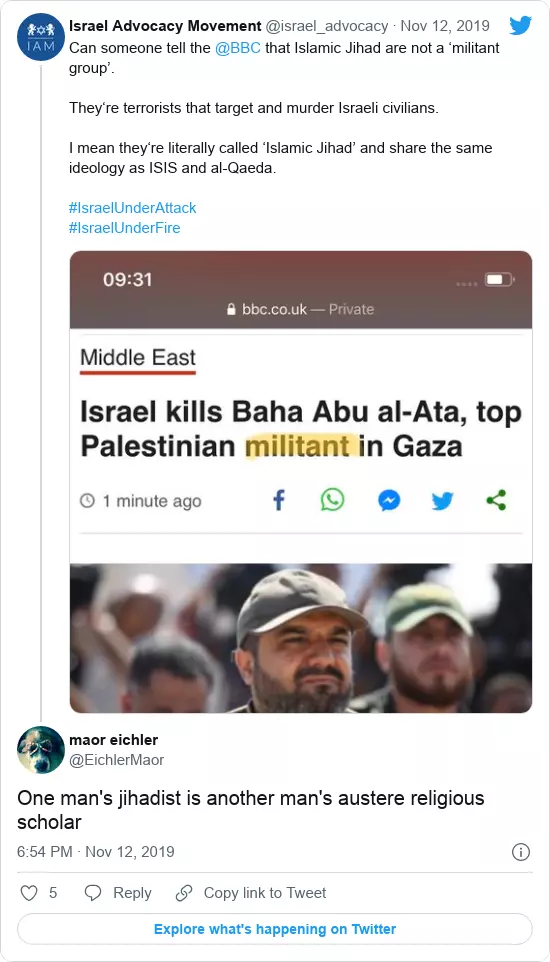 Israel Advocacy Movement @israel_advocacy · Nov 12, 2019
Can someone tell the @BBC that Islamic Jihad are not a ‘militant
group’.
They‘re terrorists that target and murder Israeli civilians.
I mean they‘re literally called ‘Islamic Jihad’ and share the same
ideology as ISIS and al-Qaeda.
#IsraelUnderAttack
#IsraelUnderFire
IAM
09:31
bbc.co.uk — Private
Middle East
Israel kills Baha Abu al-Ata, top
Palestinian militant in Gaza
1 minute ago
maor eichler
@EichlerMaor
One man's jihadist is another man's austere religious
scholar
6:54 PM · Nov 12, 2019
5 Reply Copy link to Tweet
Explore what's happening on Twitter